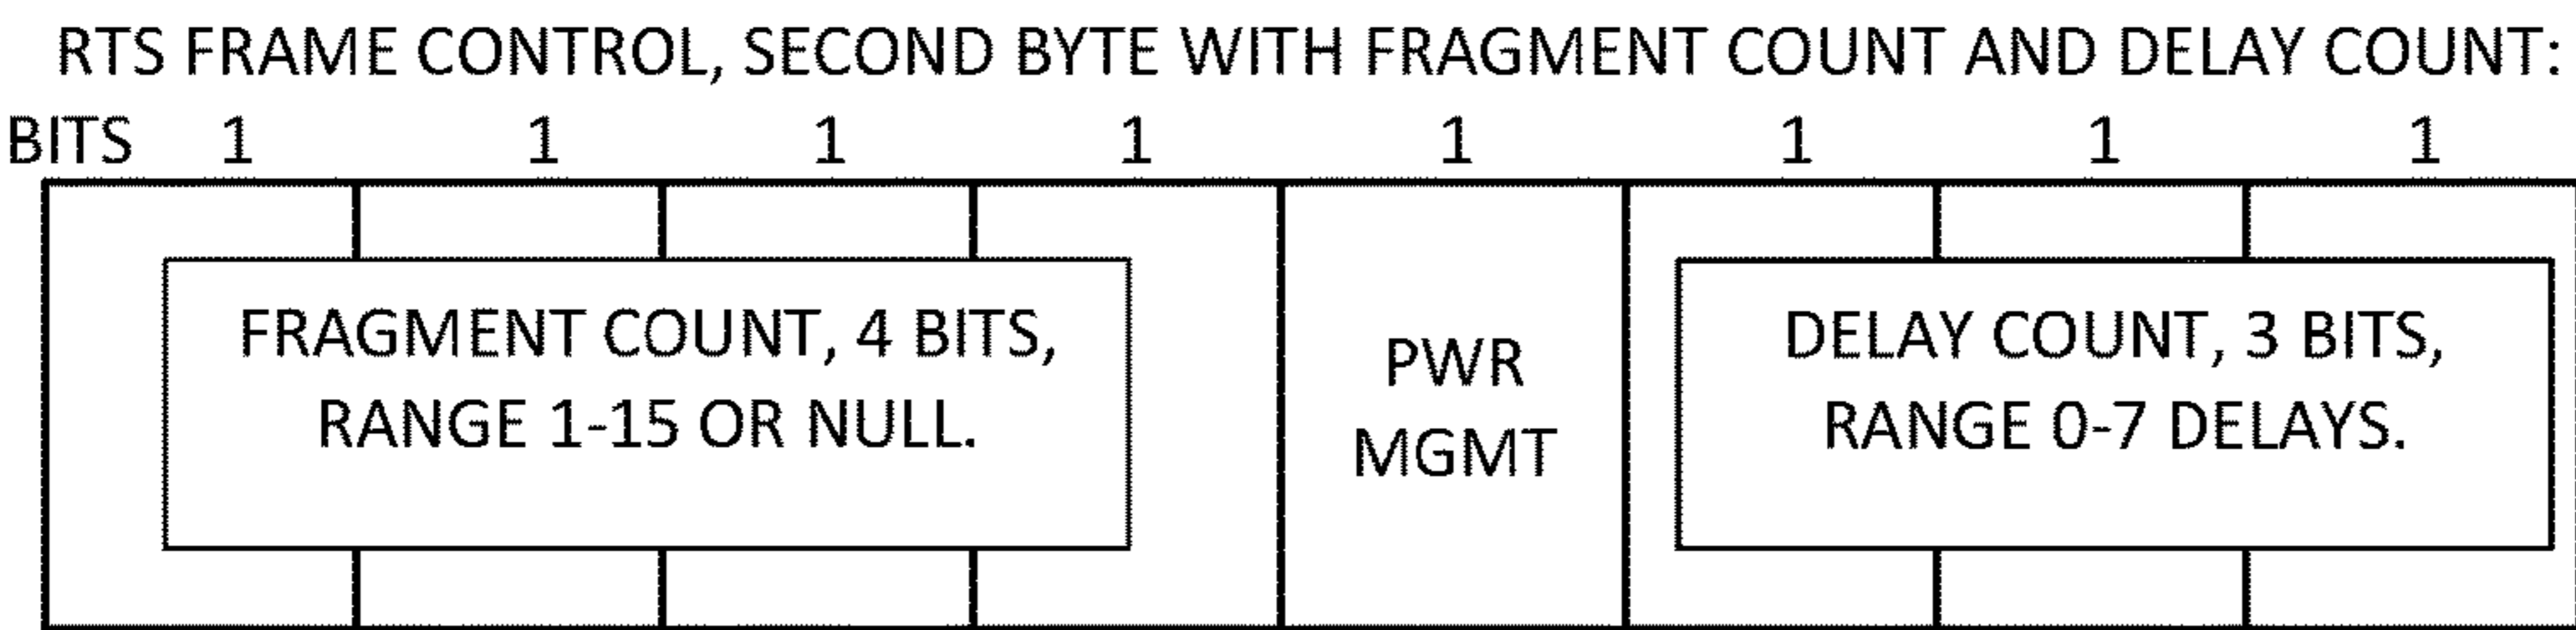 RTS FRAME CONTROL, SECOND BYTE WITH FRAGMENT COUNT AND DELAY COUNT:
BITS 1 1 1 1 1 1 1 1
FRAGMENT COUNT, 4 BITS,
RANGE 1-15 OR NULL.
PWR
MGMT
DELAY COUNT, 3 BITS,
RANGE 0-7 DELAYS.